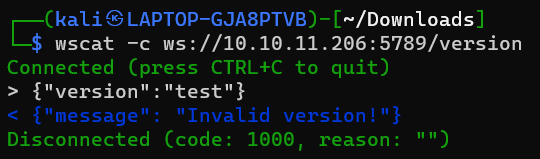 ┌──(kali㉿LAPTOP-GJA8PTVB)-[~/Downloads]
└─$ wscat -c ws://10.10.11.206:5789/version
Connected (press CTRL+C to quit)
> {"version":"test"}
< {"message": "Invalid version!"}
Disconnected (code: 1000, reason: "")